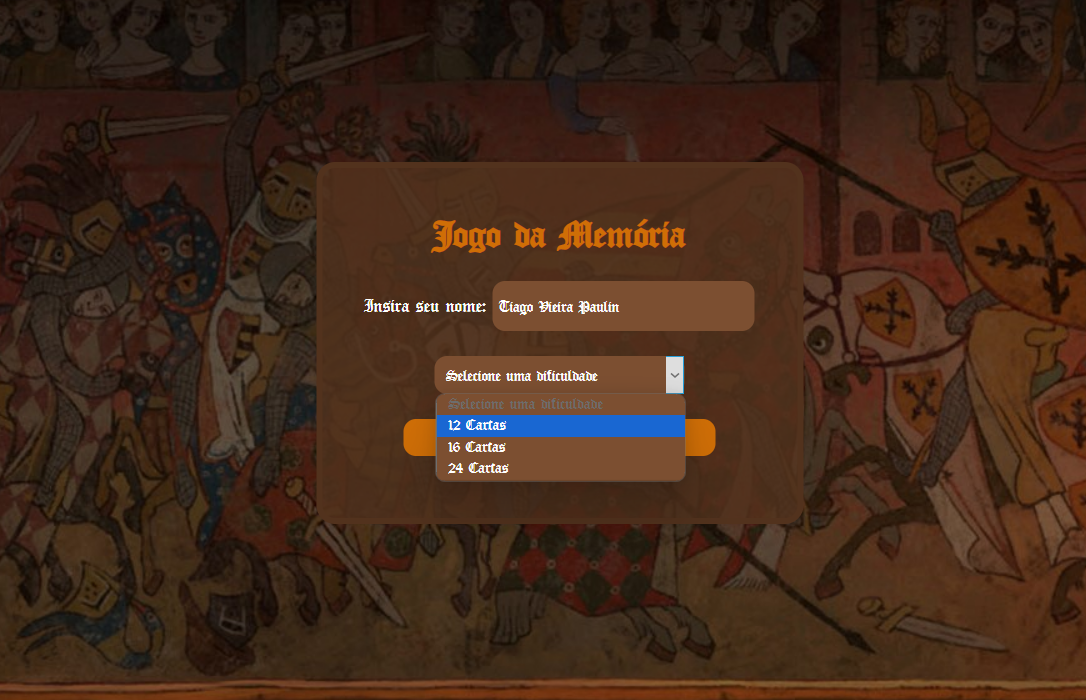 Jogo da Memória
Insira seu nome: Tiago Vieira Paulin
Selecione uma dificuldade
Selecione uma dificuldade
12 Cartas
16 Cartas
24 Cartas